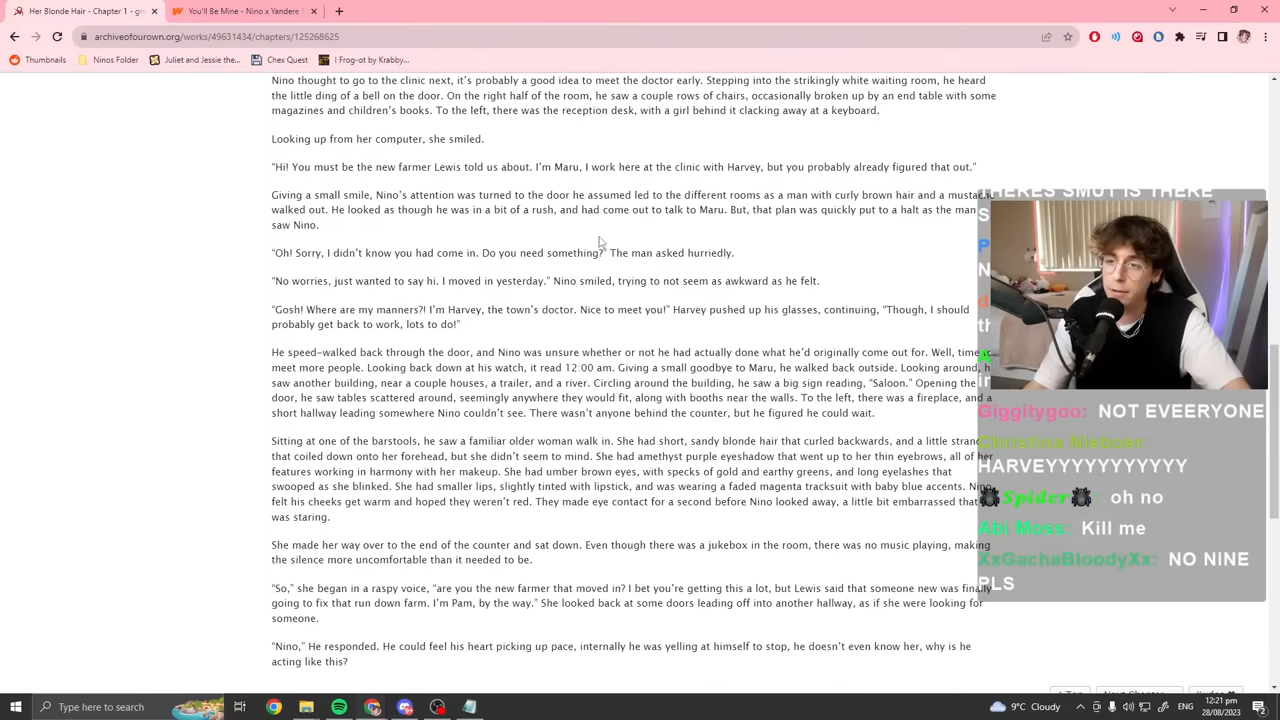 Her Blonde Hair - Chapter 1 - gre
You'll Be Mine - Nino x Yandere F
archiveofourown.org/works/49631434/chapters/125268625
Thumbnails
Ninos Folder
Juliet and Jessie the...
Chex Quest
I Frog-ot by Krabby...
Nino thought to go to the clinic next, it's probably a good idea to meet the doctor early. Stepping into the strikingly white waiting room, he heard
the little ding of a bell on the door. On the right half of the room, he saw a couple rows of chairs, occasionally broken up by an end table with some
magazines and children's books. To the left, there was the reception desk, with a girl behind it clacking away at a keyboard.
Looking up from her computer, she smiled.
“Hi! You must be the new farmer Lewis told us about. I'm Maru, I work here at the clinic with Harvey, but you probably already figured that out.”
Giving a small smile, Nino's attention was turned to the door he assumed led to the different rooms as a man with curly brown hair and a mustache
walked out. He looked as though he was in a bit of a rush, and had come out to talk to Maru. But, that plan was quickly put to a halt as the man
saw Nino.
“Oh! Sorry, I didn't know you had come in. Do you need something?” The man asked hurriedly.
“No worries, just wanted to say hi. I moved in yesterday.” Nino smiled, trying to not seem as awkward as he felt.
“Gosh! Where are my manners?! I'm Harvey, the town's doctor. Nice to meet you!” Harvey pushed up his glasses, continuing, “Though, I should
probably get back to work, lots to do!”
He speed-walked back through the door, and Nino was unsure whether or not he had actually done what he'd originally come out for. Well, time to
meet more people. Looking back down at his watch, it read 12:00 am. Giving a small goodbye to Maru, he walked back outside. Looking around, h
saw another building, near a couple houses, a trailer, and a river. Circling around the building, he saw a big sign reading, “Saloon.” Opening the
door, he saw tables scattered around, seemingly anywhere they would fit, along with booths near the walls. To the left, there was a fireplace, and a
short hallway leading somewhere Nino couldn't see. There wasn't anyone behind the counter, but he figured he could wait.
Sitting at one of the barstools, he saw a familiar older woman walk in. She had short, sandy blonde hair that curled backwards, and a little strand
that coiled down onto her forehead, but she didn't seem to mind. She had amethyst purple eyeshadow that went up to her thin eyebrows, all of her
features working in harmony with her makeup. She had umber brown eyes, with specks of gold and earthy greens, and long eyelashes that
swooped as she blinked. She had smaller lips, slightly tinted with lipstick, and was wearing a faded magenta tracksuit with baby blue accents. Nino
felt his cheeks get warm and hoped they weren't red. They made eye contact for a second before Nino looked away, a little bit embarrassed that
was staring.
She made her way over to the end of the counter and sat down. Even though there was a jukebox in the room, there was no music playing, making
the silence more uncomfortable than it needed to be.
“So,” she began in a raspy voice, “are you the new farmer that moved in? I bet you're getting this a lot, but Lewis said that someone new was finally
going to fix that run down farm. I'm Pam, by the way.” She looked back at some doors leading off into another hallway, as if she were looking for
someone.
“Nino,” He responded. He could feel his heart picking up pace, internally he was yelling at himself to stop, he doesn't even know her, why is he
acting like this?
THERES SMUT IS THERE
Giggitygoo: NOT EVEERYONE
Christine Nieboer:
HARVEYYYYYYYYYYY
Spider: oh no
Abi Moss: Kill me
XxGachaBloodyXx: NO NINE
PLS
Type here to search
9°C Cloudy
ENG
12:21 pm
28/08/2023
2